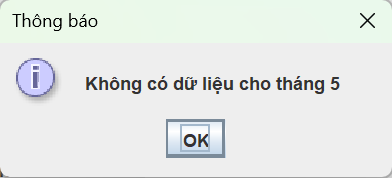 Thông báo
Không có dữ liệu cho tháng 5
OK